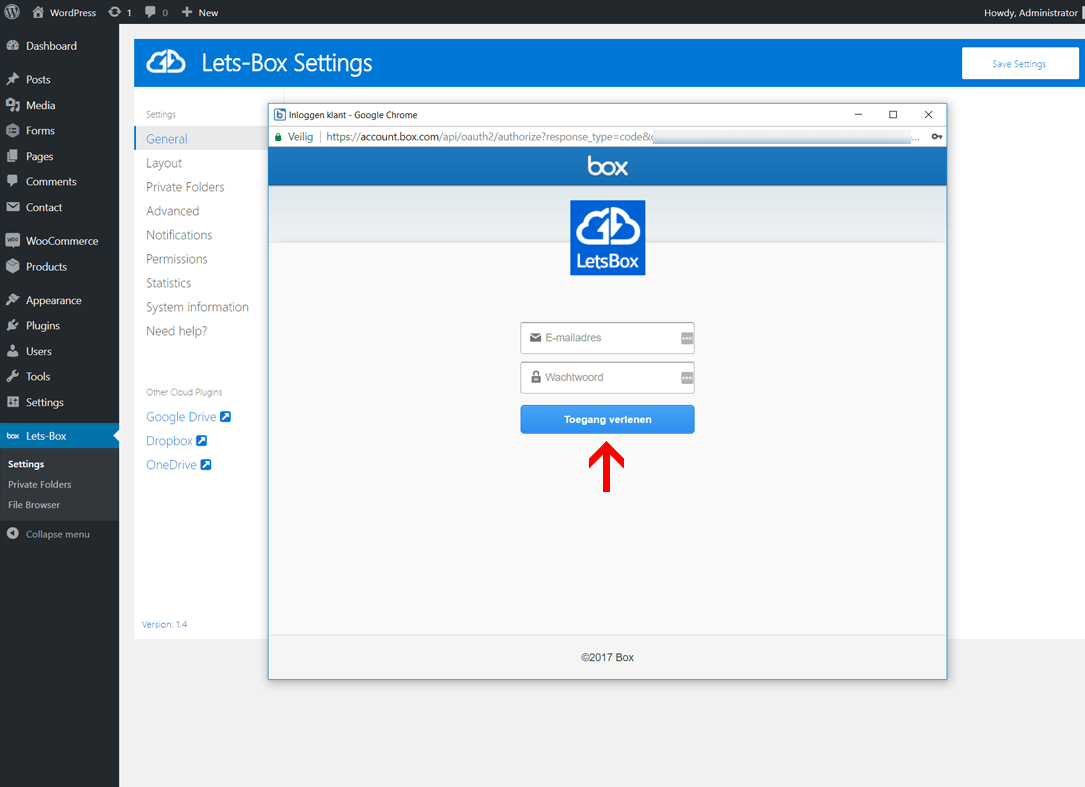 WordPress 1 0 New Howdy, Administrator
Dashboard
Posts
Media
Forms
Pages
Comments
Contact
WooCommerce
Products
Appearance
Plugins
Users
Tools
Settings
box Lets-Box
Settings
Private Folders
File Browser
Collapse menu
Lets-Box Settings
Save Settings
Settings
General
Layout
Private Folders
Advanced
Notifications
Permissions
Statistics
System information
Need help?
Other Cloud Plugins
Google Drive
Dropbox
OneDrive
Version: 1.4
Inloggen klant - Google Chrome
Veilig https://account.box.com/api/oauth2/authorize?response_type=code&c ...
box
LetsBox
E-mailadres
Wachtwoord
Toegang verlenen
©2017 Box